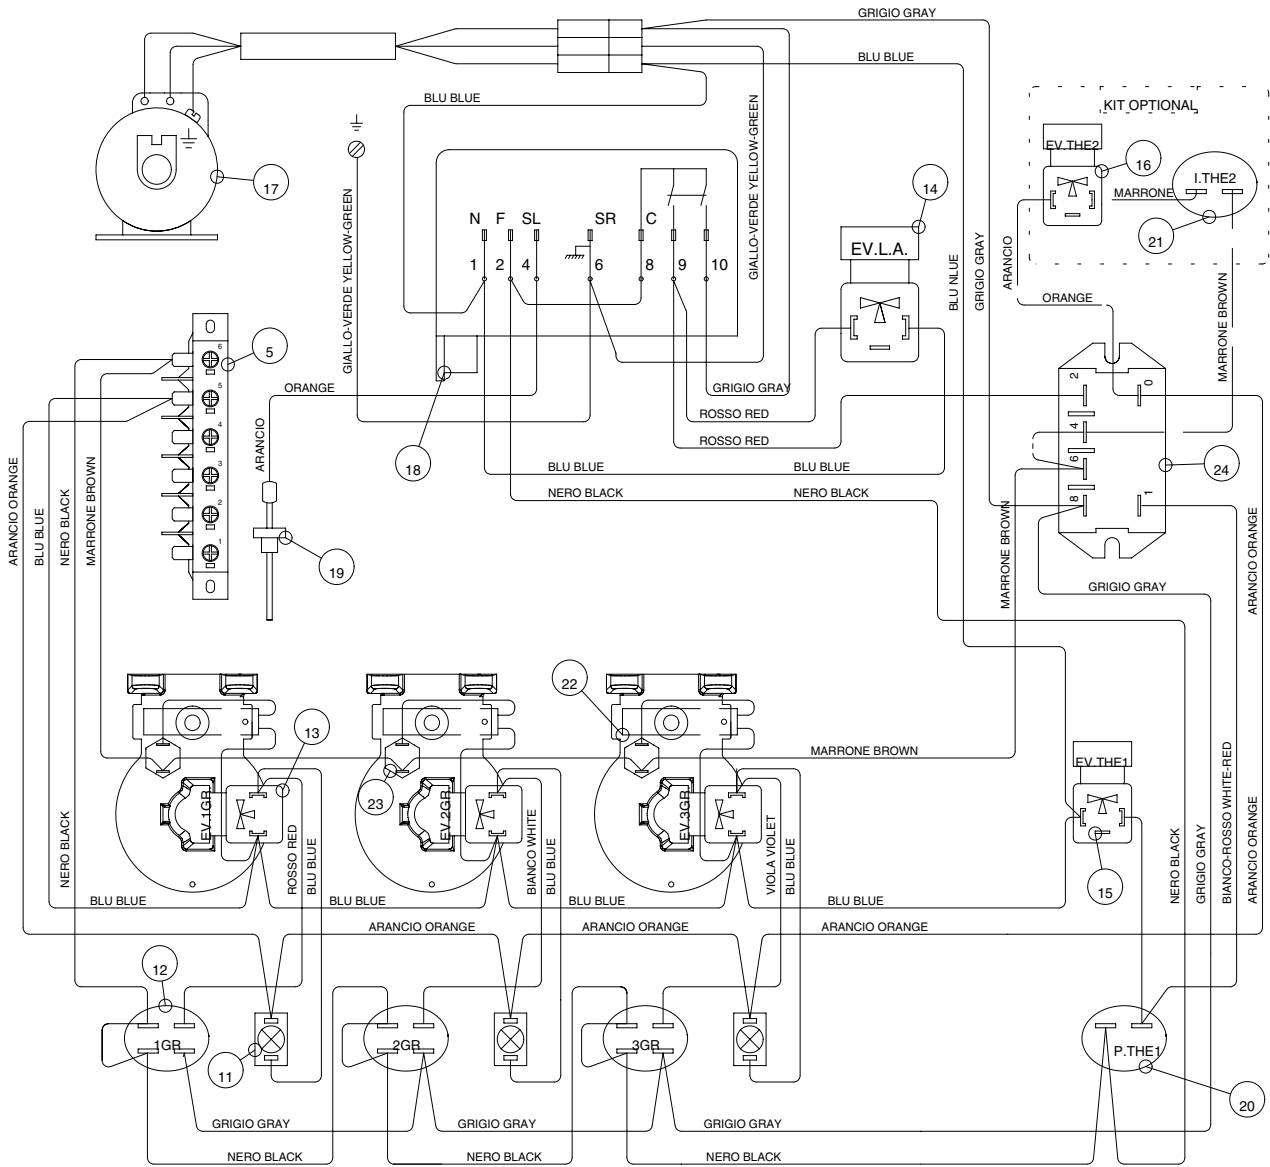 GRIGIO GRAY
BLU BLUE
BLU BLUE
GIALLO-VERDE YELLOW-GREEN
KIT OPTIONAL
EV.THE2
16
I.THE2
MARRONE
21
17
14
EV.L.A.
N F SL SR C
1 2 4 6 8 9 10
GIALLO-VERDE YELLOW-GREEN
BLU NLUE
GRIGIO GRAY
ARANCIO
ORANGE
MARRONE BROWN
5
6
5
4
3
2
1
ORANGE
ARANCIO
18
19
GRIGIO GRAY
ROSSO RED
ROSSO RED
BLU BLUE
BLU BLUE
NERO BLACK
NERO BLACK
2
0
4
6
8
1
24
ARANCIO ORANGE
BLU BLUE
NERO BLACK
MARRONE BROWN
MARRONE BROWN
GRIGIO GRAY
ARANCIO ORANGE
22
13
23
MARRONE BROWN
EV.1GR
EV.2GR
EV.3GR
EV.THE1
15
NERO BLACK
ROSSO RED
BLU BLUE
BIANCO WHITE
BLU BLUE
VIOLA VIOLET
BLU BLUE
NERO BLACK
GRIGIO GRAY
BIANCO-ROSSO WHITE-RED
ARANCIO ORANGE
BLU BLUE
BLU BLUE
BLU BLUE
BLU BLUE
ARANCIO ORANGE
ARANCIO ORANGE
ARANCIO ORANGE
12
1GR
11
2GR
3GR
P.THE1
20
GRIGIO GRAY
GRIGIO GRAY
GRIGIO GRAY
NERO BLACK
NERO BLACK
NERO BLACK